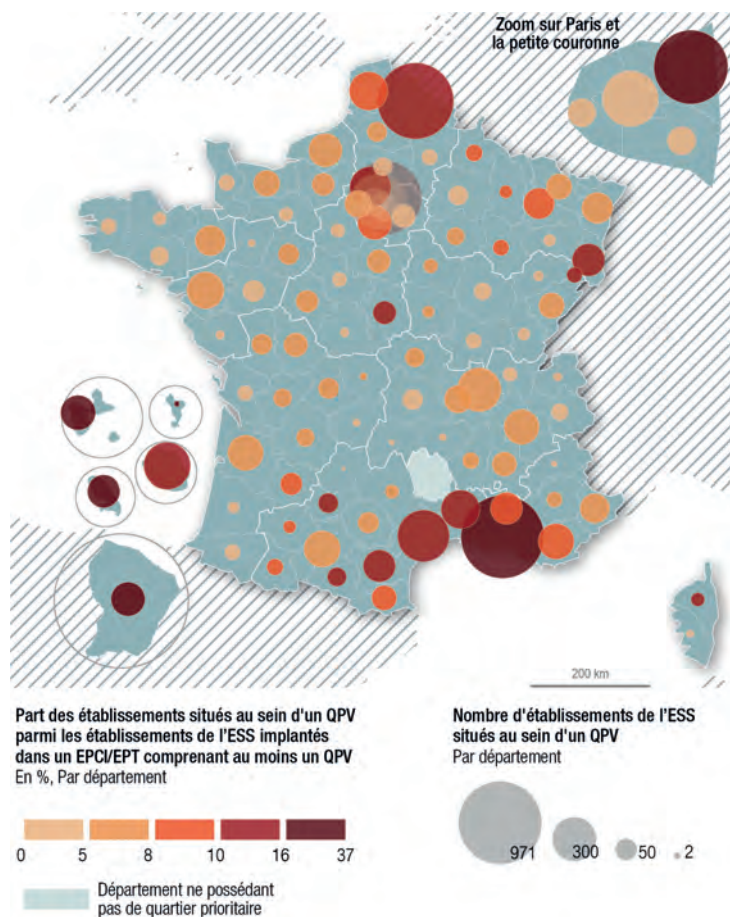 Zoom sur Paris et
la petite couronne
200 km
Part des établissements situés au sein d'un QPV
parmi les établissements de l'ESS implantés
dans un EPCI/EPT comprenant au moins un QPV
En %, Par département
0 5 8 10 16 37
Département ne possédant
pas de quartier prioritaire
Nombre d'établissements de l'ESS
situés au sein d'un QPV
Par département
971 300 50 2